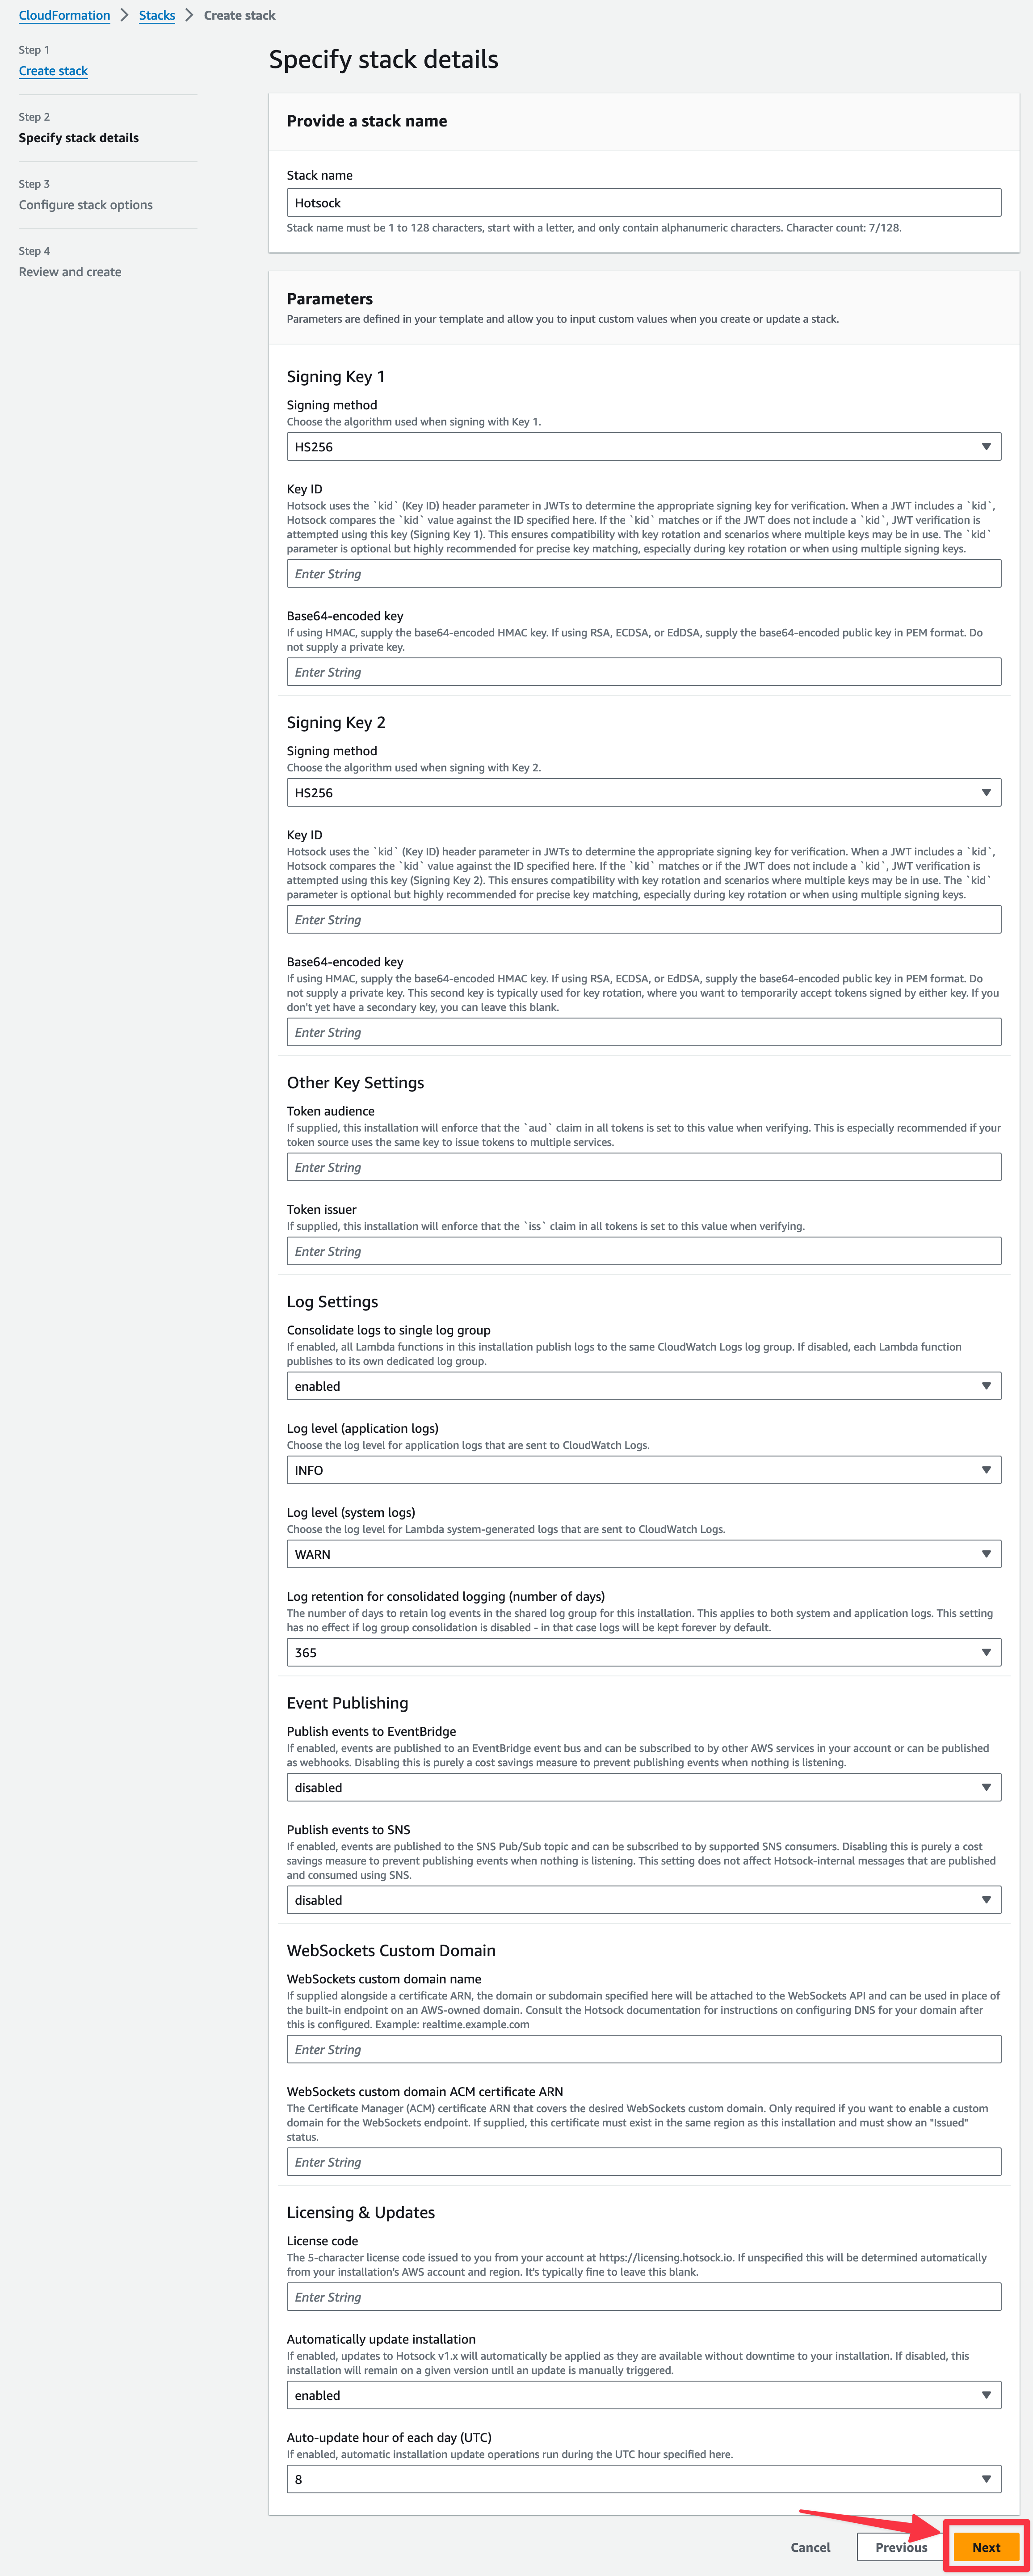 CloudFormation > Stacks > Create stack
Step 1
Create stack
Step 2
Specify stack details
Step 3
Configure stack options
Step 4
Review and create
Specify stack details
Provide a stack name
Stack name
Hotsock
Stack name must be 1 to 128 characters, start with a letter, and only contain alphanumeric characters. Character count: 7/128.
Parameters
Parameters are defined in your template and allow you to input custom values when you create or update a stack.
Signing Key 1
Signing method
Choose the algorithm used when signing with Key 1.
HS256
Key ID
Hotsock uses the `kid` (Key ID) header parameter in JWTs to determine the appropriate signing key for verification. When a JWT includes a `kid`,
Hotsock compares the `kid` value against the ID specified here. If the `kid` matches or if the JWT does not include a `kid`, JWT verification is
attempted using this key (Signing Key 1). This ensures compatibility with key rotation and scenarios where multiple keys may be in use. The `kid`
parameter is optional but highly recommended for precise key matching, especially during key rotation or when using multiple signing keys.
Enter String
Base64-encoded key
If using HMAC, supply the base64-encoded HMAC key. If using RSA, ECDSA, or EdDSA, supply the base64-encoded public key in PEM format. Do
not supply a private key.
Enter String
Signing Key 2
Signing method
Choose the algorithm used when signing with Key 2.
HS256
Key ID
Hotsock uses the `kid` (Key ID) header parameter in JWTs to determine the appropriate signing key for verification. When a JWT includes a `kid`,
Hotsock compares the `kid` value against the ID specified here. If the `kid` matches or if the JWT does not include a `kid`, JWT verification is
attempted using this key (Signing Key 2). This ensures compatibility with key rotation and scenarios where multiple keys may be in use. The `kid`
parameter is optional but highly recommended for precise key matching, especially during key rotation or when using multiple signing keys.
Enter String
Base64-encoded key
If using HMAC, supply the base64-encoded HMAC key. If using RSA, ECDSA, or EdDSA, supply the base64-encoded public key in PEM format. Do
not supply a private key. This second key is typically used for key rotation, where you want to temporarily accept tokens signed by either key. If you
don't yet have a secondary key, you can leave this blank.
Enter String
Other Key Settings
Token audience
If supplied, this installation will enforce that the `aud` claim in all tokens is set to this value when verifying. This is especially recommended if your
token source uses the same key to issue tokens to multiple services.
Enter String
Token issuer
If supplied, this installation will enforce that the `iss` claim in all tokens is set to this value when verifying.
Enter String
Log Settings
Consolidate logs to single log group
If enabled, all Lambda functions in this installation publish logs to the same CloudWatch Logs log group. If disabled, each Lambda function
publishes to its own dedicated log group.
enabled
Log level (application logs)
Choose the log level for application logs that are sent to CloudWatch Logs.
INFO
Log level (system logs)
Choose the log level for Lambda system-generated logs that are sent to CloudWatch Logs.
WARN
Log retention for consolidated logging (number of days)
The number of days to retain log events in the shared log group for this installation. This applies to both system and application logs. This setting
has no effect if log group consolidation is disabled - in that case logs will be kept forever by default.
365
Event Publishing
Publish events to EventBridge
If enabled, events are published to an EventBridge event bus and can be subscribed to by other AWS services in your account or can be published
as webhooks. Disabling this is purely a cost savings measure to prevent publishing events when nothing is listening.
disabled
Publish events to SNS
If enabled, events are published to the SNS Pub/Sub topic and can be subscribed to by supported SNS consumers. Disabling this is purely a cost
savings measure to prevent publishing events when nothing is listening. This setting does not affect Hotsock-internal messages that are published
and consumed using SNS.
disabled
WebSockets Custom Domain
WebSockets custom domain name
If supplied alongside a certificate ARN, the domain or subdomain specified here will be attached to the WebSockets API and can be used in place of
the built-in endpoint on an AWS-owned domain. Consult the Hotsock documentation for instructions on configuring DNS for your domain after
this is configured. Example: realtime.example.com
Enter String
WebSockets custom domain ACM certificate ARN
The Certificate Manager (ACM) certificate ARN that covers the desired WebSockets custom domain. Only required if you want to enable a custom
domain for the WebSockets endpoint. If supplied, this certificate must exist in the same region as this installation and must show an "Issued"
status.
Enter String
Licensing & Updates
License code
The 5-character license code issued to you from your account at https://licensing.hotsock.io. If unspecified this will be determined automatically
from your installation's AWS account and region. It's typically fine to leave this blank.
Enter String
Automatically update installation
If enabled, updates to Hotsock v1.x will automatically be applied as they are available without downtime to your installation. If disabled, this
installation will remain on a given version until an update is manually triggered.
enabled
Auto-update hour of each day (UTC)
If enabled, automatic installation update operations run during the UTC hour specified here.
8
Cancel Previous Next